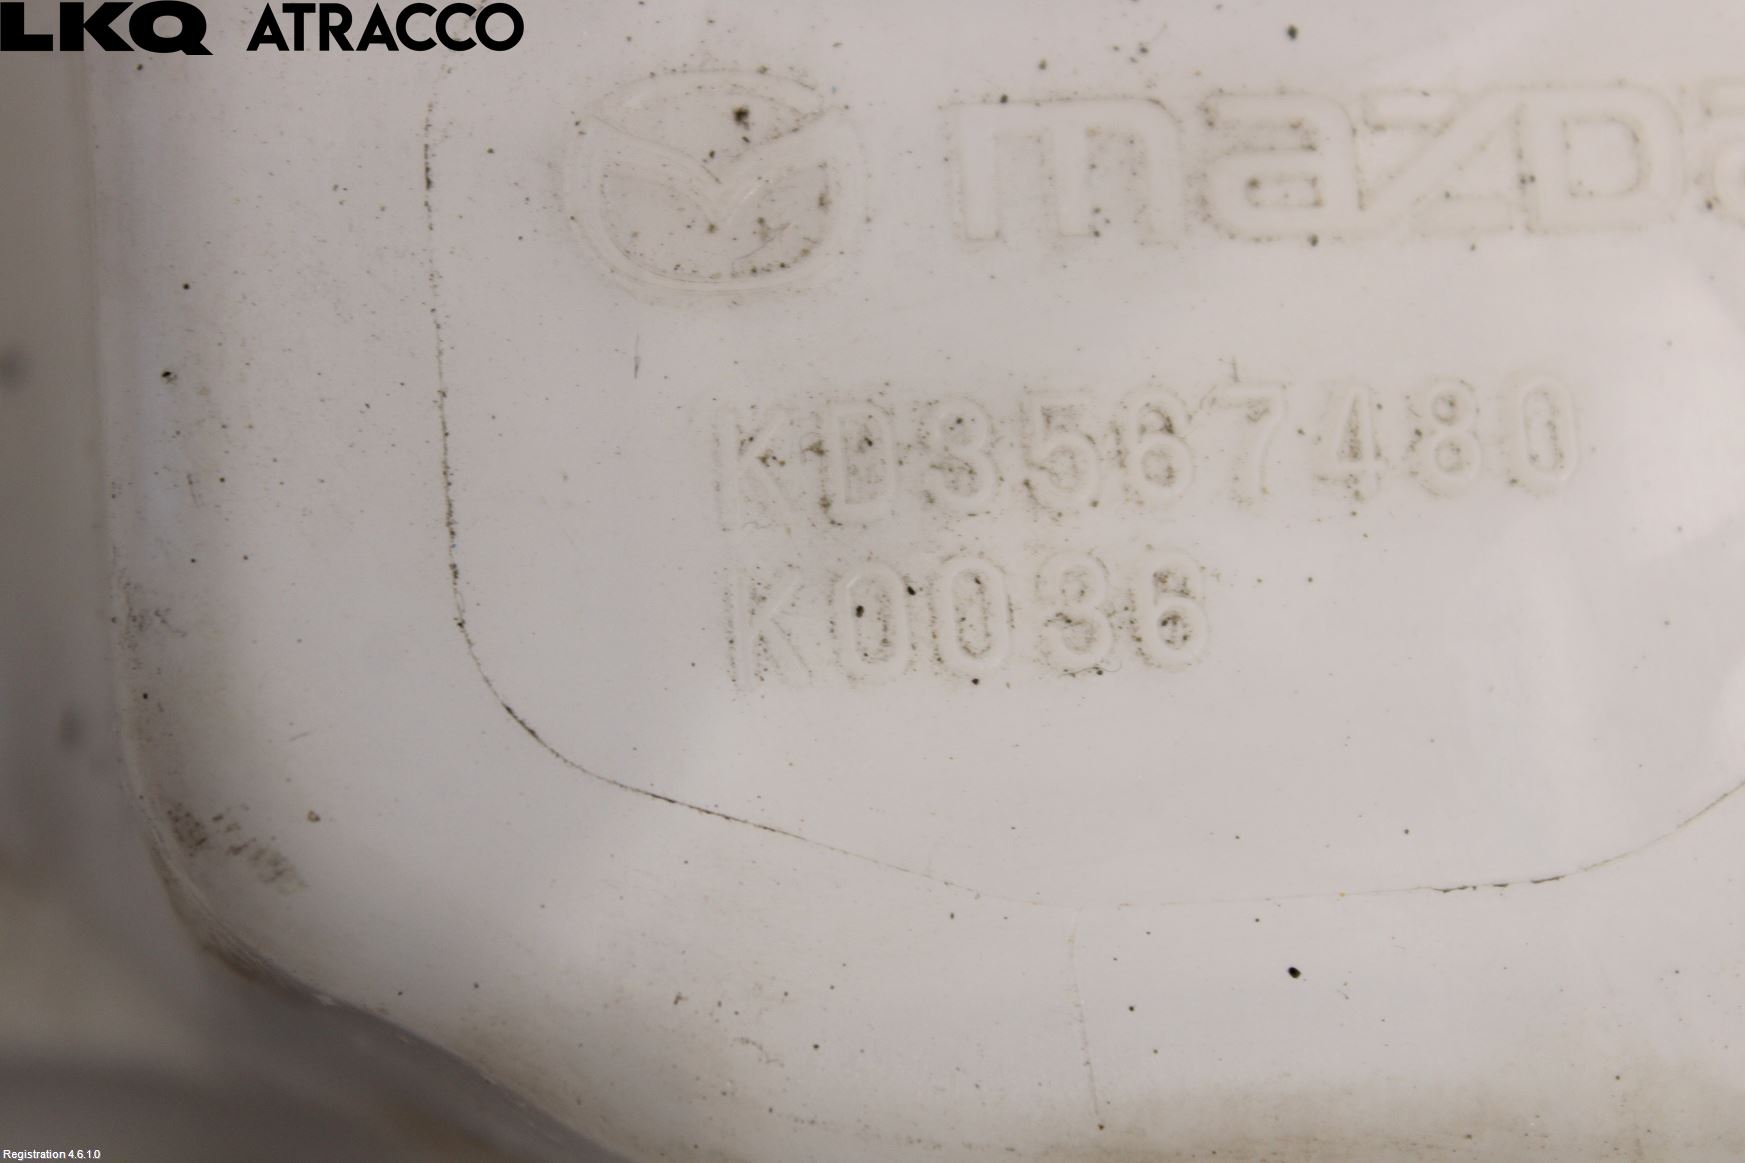 LKQ ATRACCO
mazda
KD3567480
K0036
Registration 4.6.1.0